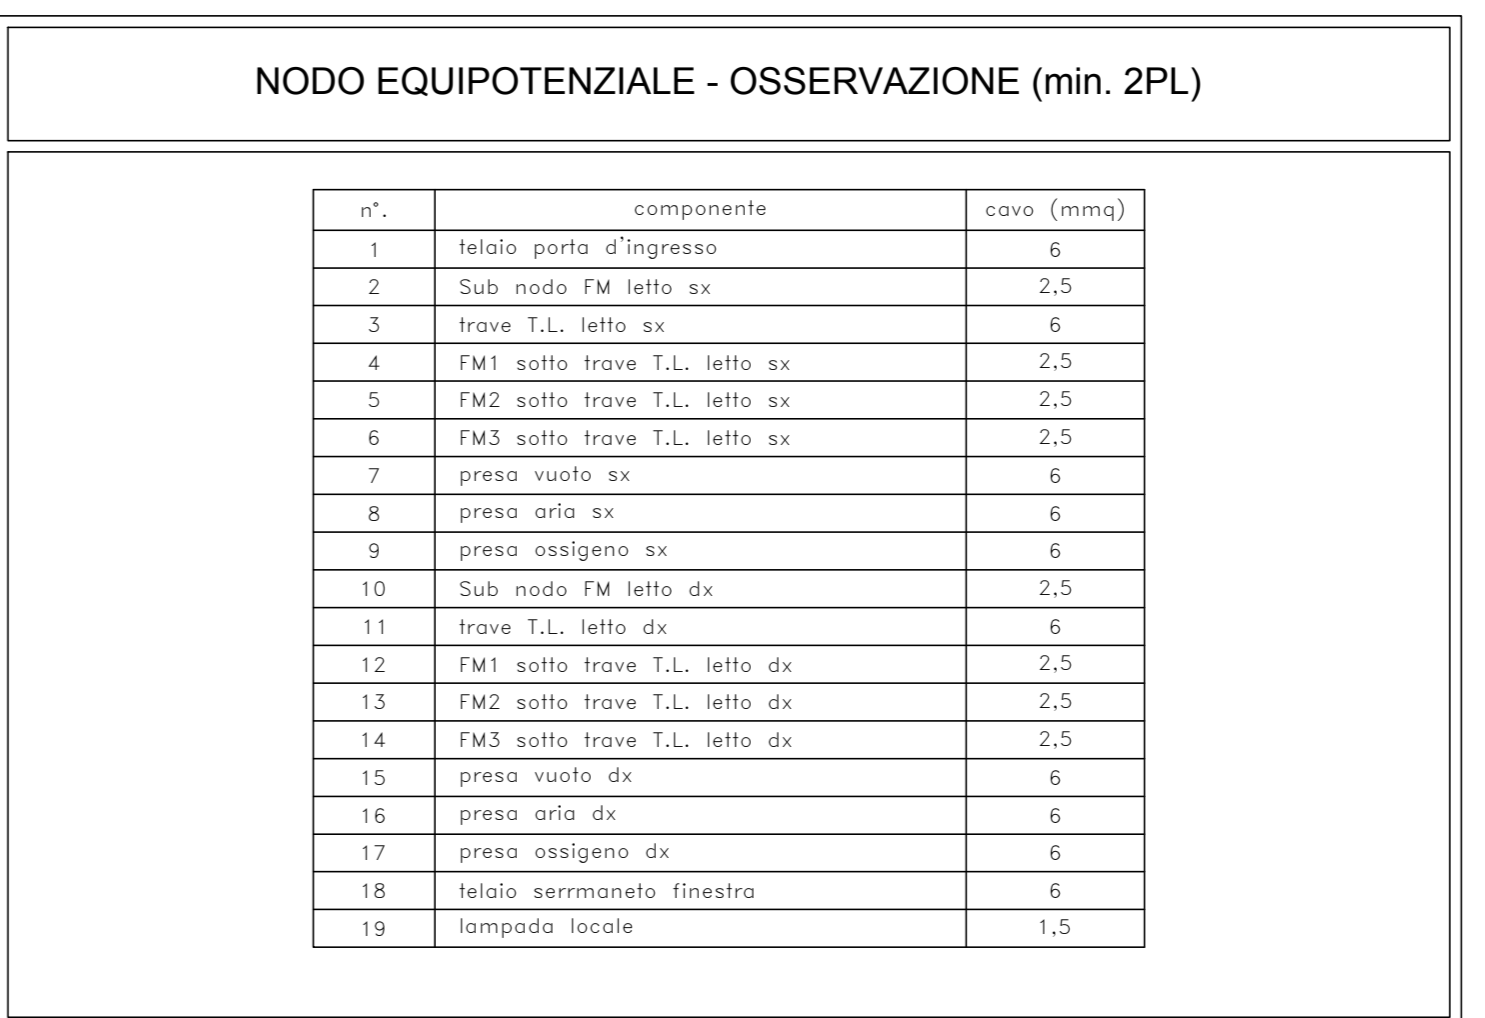 NODO EQUIPOTENZIALE - OSSERVAZIONE (min. 2PL)
n°. componente cavo (mmq)
1 telaio porta d'ingresso 6
2 Sub nodo FM letto sx 2,5
3 trave T.L. letto sx 6
4 FM1 sotto trave T.L. letto sx 2,5
5 FM2 sotto trave T.L. letto sx 2,5
6 FM3 sotto trave T.L. letto sx 2,5
7 presa vuoto sx 6
8 presa aria sx 6
9 presa ossigeno sx 6
10 Sub nodo FM letto dx 2,5
11 trave T.L. letto dx 6
12 FM1 sotto trave T.L. letto dx 2,5
13 FM2 sotto trave T.L. letto dx 2,5
14 FM3 sotto trave T.L. letto dx 2,5
15 presa vuoto dx 6
16 presa aria dx 6
17 presa ossigeno dx 6
18 telaio serrmaneto finestra 6
19 lampada locale 1,5